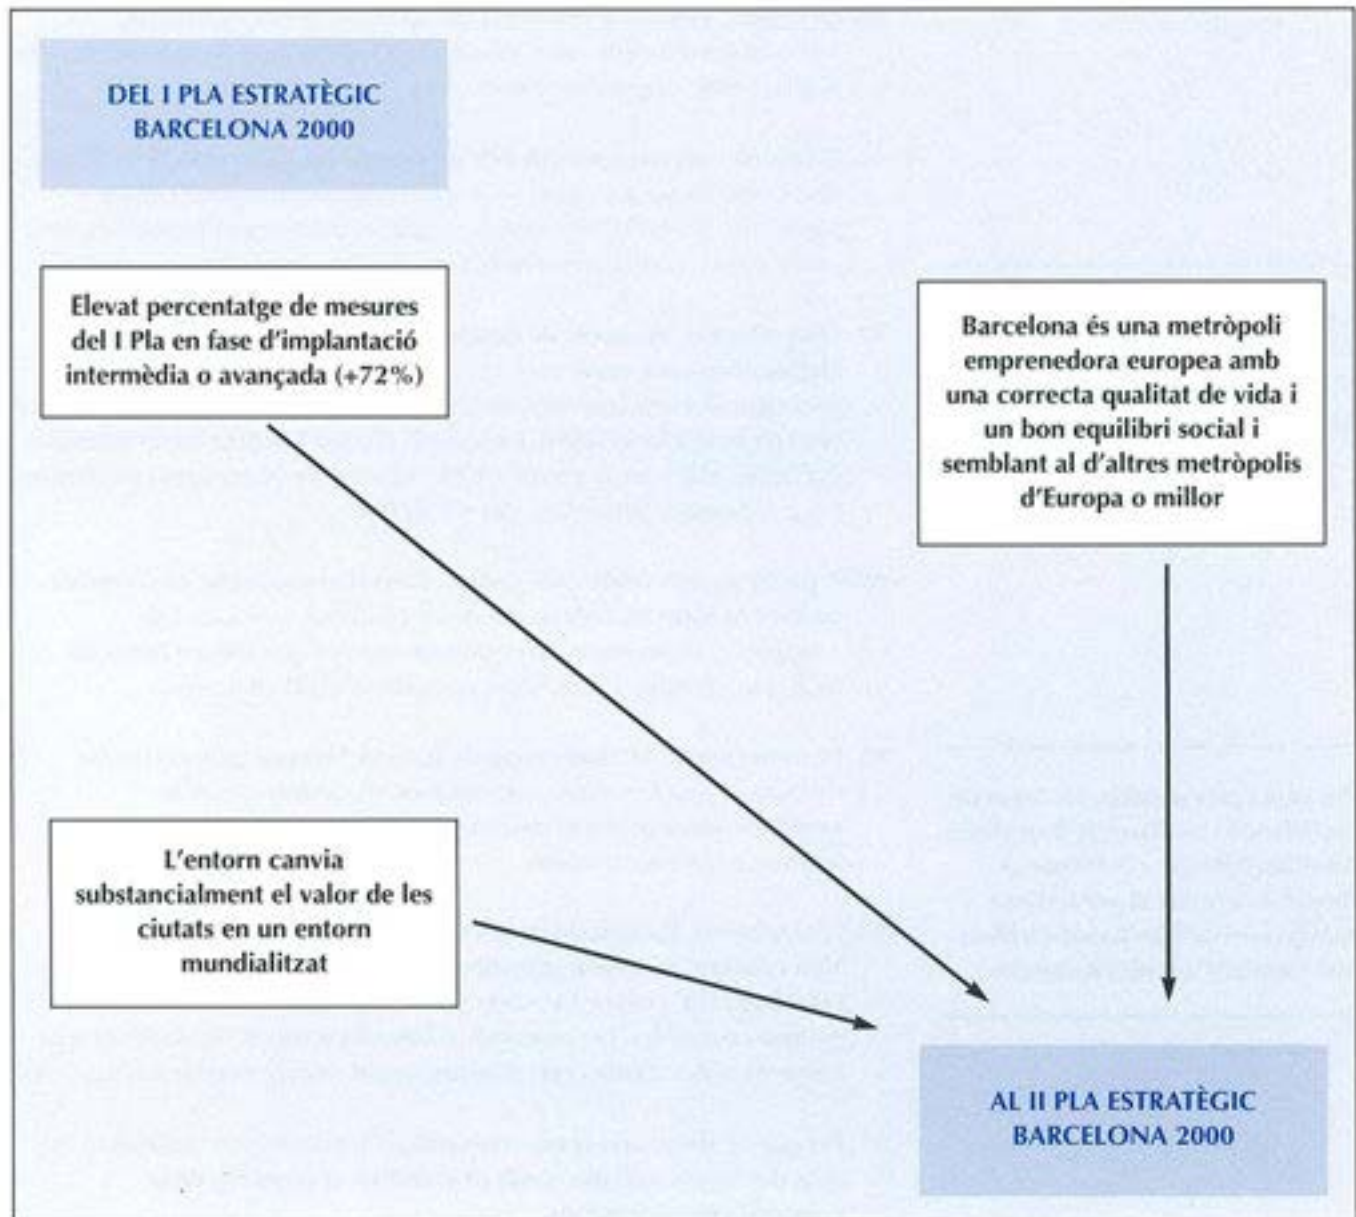 DEL I PLA ESTRATÈGIC
BARCELONA 2000
Elevat percentatge de mesures
del I Pla en fase d'implantació
intermèdia o avançada (+72%)
Barcelona és una metròpoli
emprenedora europea amb
una correcta qualitat de vida i
un bon equilibri social i
semblant al d'altres metròpolis
d'Europa o millor
L'entorn canvia
substancialment el valor de les
ciutats en un entorn
mundialitzat
AL II PLA ESTRATÈGIC
BARCELONA 2000